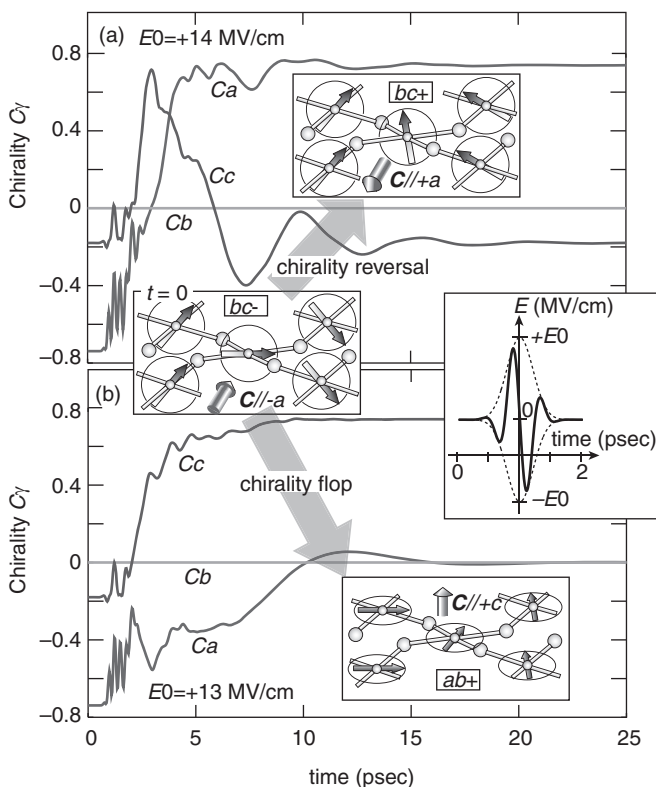 (a)
E0=+14 MV/cm
0.8
0.4
0
−0.4
−0.8
Chirality Cγ
Ca
Cc
Cb
bc+
C//+a
chirality reversal
t = 0
bc-
C//-a
E (MV/cm)
+E0
0
time (psec)
0
2
−E0
(b)
0.8
0.4
0
−0.4
−0.8
Chirality Cγ
Cc
chirality flop
Cb
Ca
C//+c
ab+
E0=+13 MV/cm
0
5
10
15
20
25
time (psec)